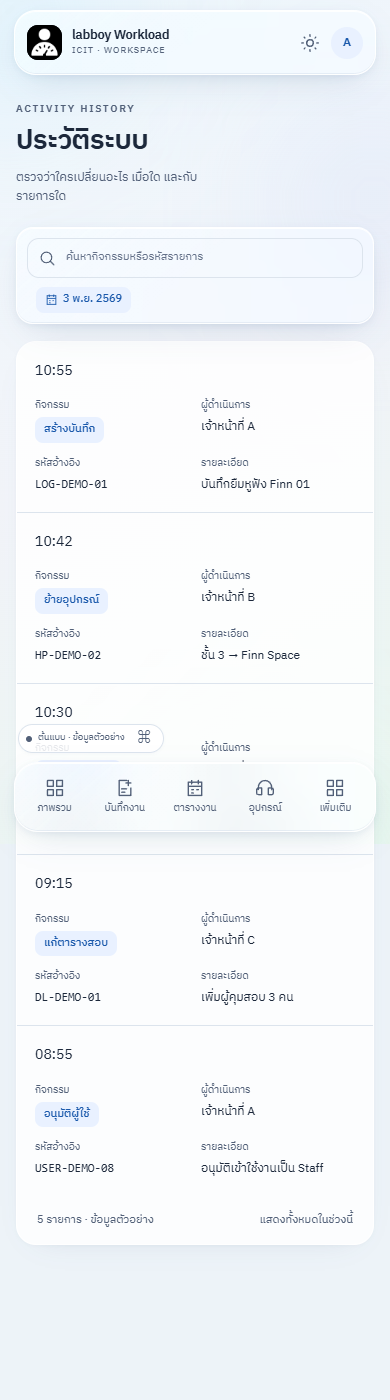 labboy Workload
ICIT · WORKSPACE
A
ACTIVITY HISTORY
ประวัติระบบ
ตรวจว่าใครเปลี่ยนอะไร เมื่อใด และกับ
รายการใด
ค้นหากิจกรรมหรือรหัสรายการ
3 พ.ย. 2569
10:55
กิจกรรม ผู้ดำเนินการ
สร้างบันทึก เจ้าหน้าที่ A
รหัสอ้างอิง รายละเอียด
LOG-DEMO-01 บันทึกยืมหูฟัง Finn 01
10:42
กิจกรรม ผู้ดำเนินการ
ย้ายอุปกรณ์ เจ้าหน้าที่ B
รหัสอ้างอิง รายละเอียด
HP-DEMO-02 ชั้น 3 → Finn Space
10:30
ต้นแบบ · ข้อมูลตัวอย่าง ⌘
กิจกรรม ผู้ดำเนินการ
ภาพรวม บันทึกงาน ตารางงาน อุปกรณ์ เพิ่มเติม
09:15
กิจกรรม ผู้ดำเนินการ
แก้ตารางสอบ เจ้าหน้าที่ C
รหัสอ้างอิง รายละเอียด
DL-DEMO-01 เพิ่มผู้คุมสอบ 3 คน
08:55
กิจกรรม ผู้ดำเนินการ
อนุมัติผู้ใช้ เจ้าหน้าที่ A
รหัสอ้างอิง รายละเอียด
USER-DEMO-08 อนุมัติเข้าใช้งานเป็น Staff
5 รายการ · ข้อมูลตัวอย่าง แสดงทั้งหมดในช่วงนี้